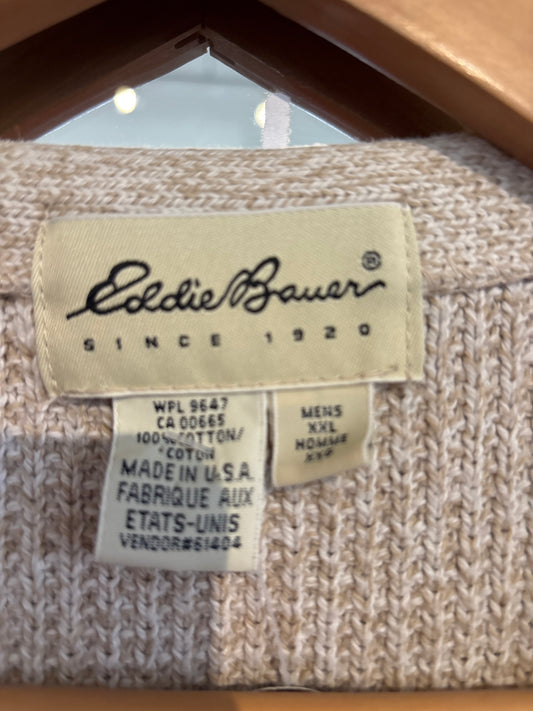 Eddie Bauer®
SINCE 1920
WPL 9647
CA 00665
100% COTTON/
COTON
MADE IN U.S.A.
FABRIQUE AUX
ETATS-UNIS
VENDOR#61404
MENS
XXL
HOMME
XXG